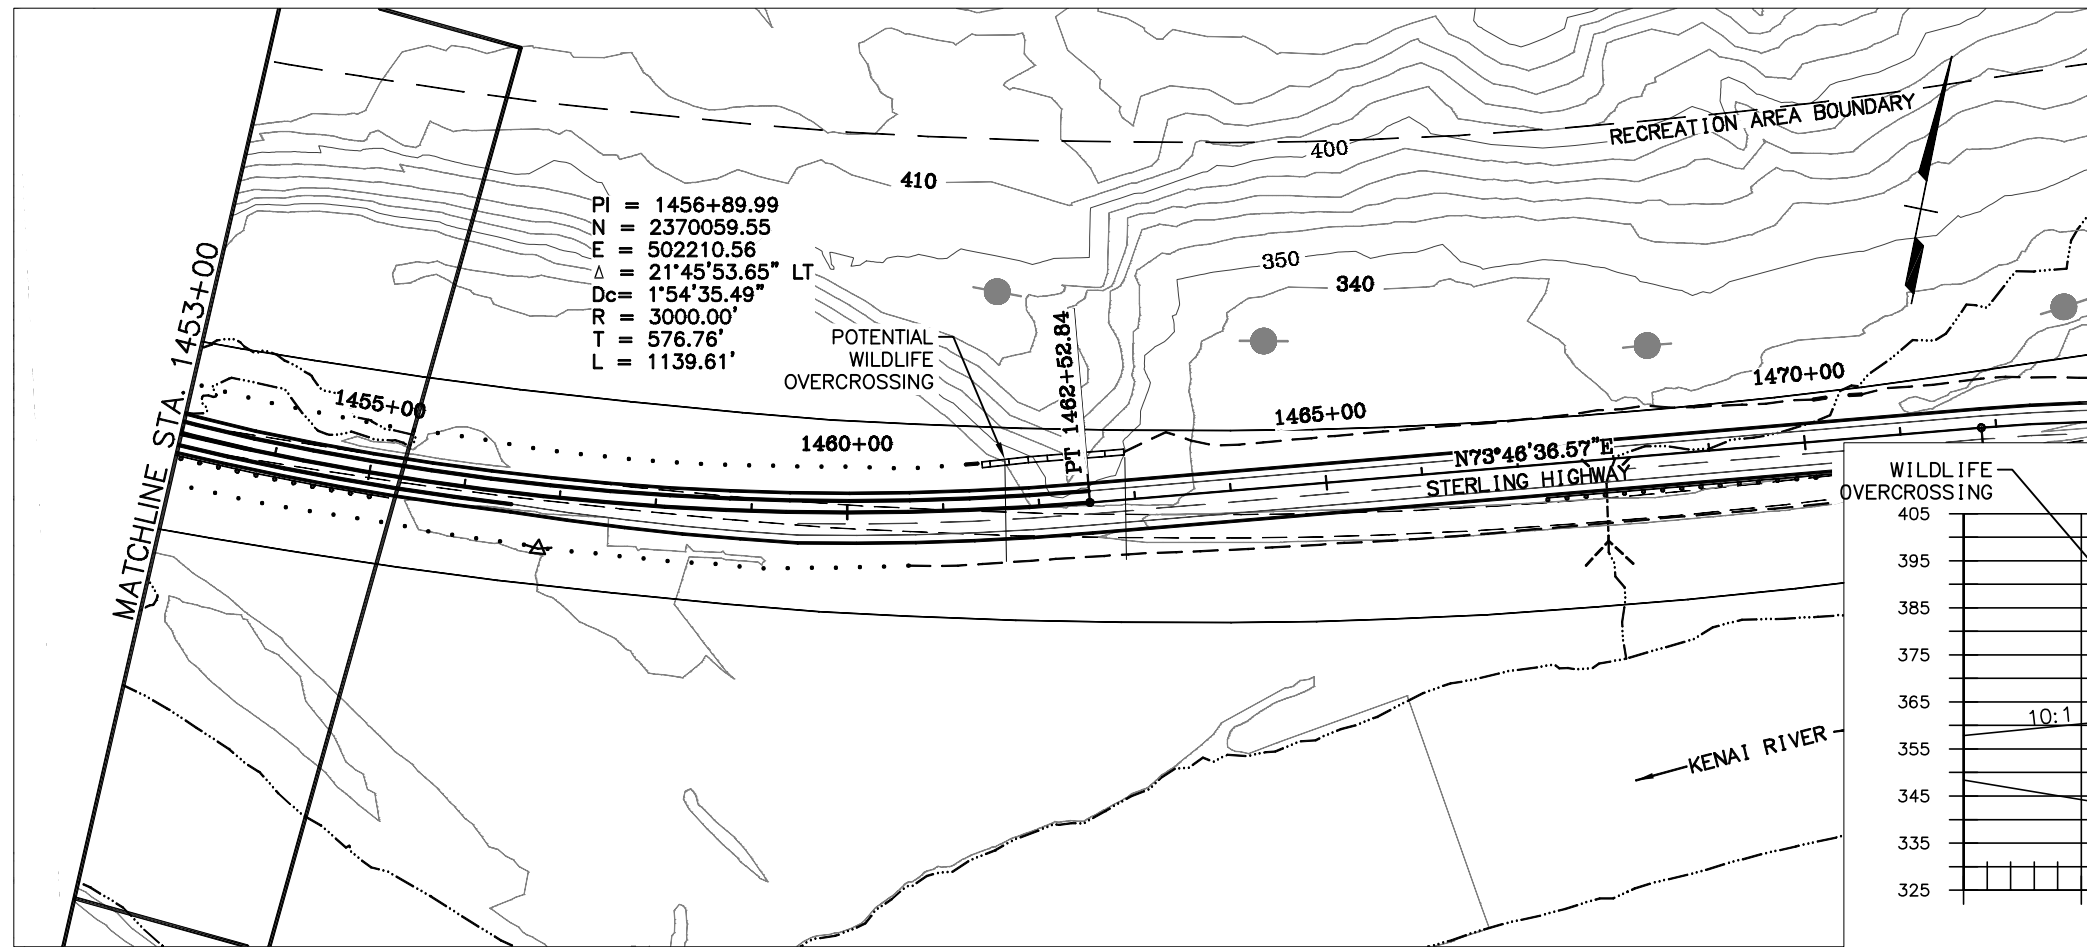 RECREATION AREA BOUNDARY
400
410
PI = 1456+89.99
N = 2370059.55
E = 502210.56
Δ = 21°45'53.65" LT
Dc= 1°54'35.49"
R = 3000.00'
T = 576.76'
L = 1139.61'
350
340
MATCHLINE STA. 1453+00
POTENTIAL
WILDLIFE
OVERCROSSING
PT 1462+52.84
1455+00
1460+00
1465+00
1470+00
N73°46'36.57"E
STERLING HIGHWAY
WILDLIFE
OVERCROSSING
405
395
385
375
365
10:1
355
345
335
325
KENAI RIVER